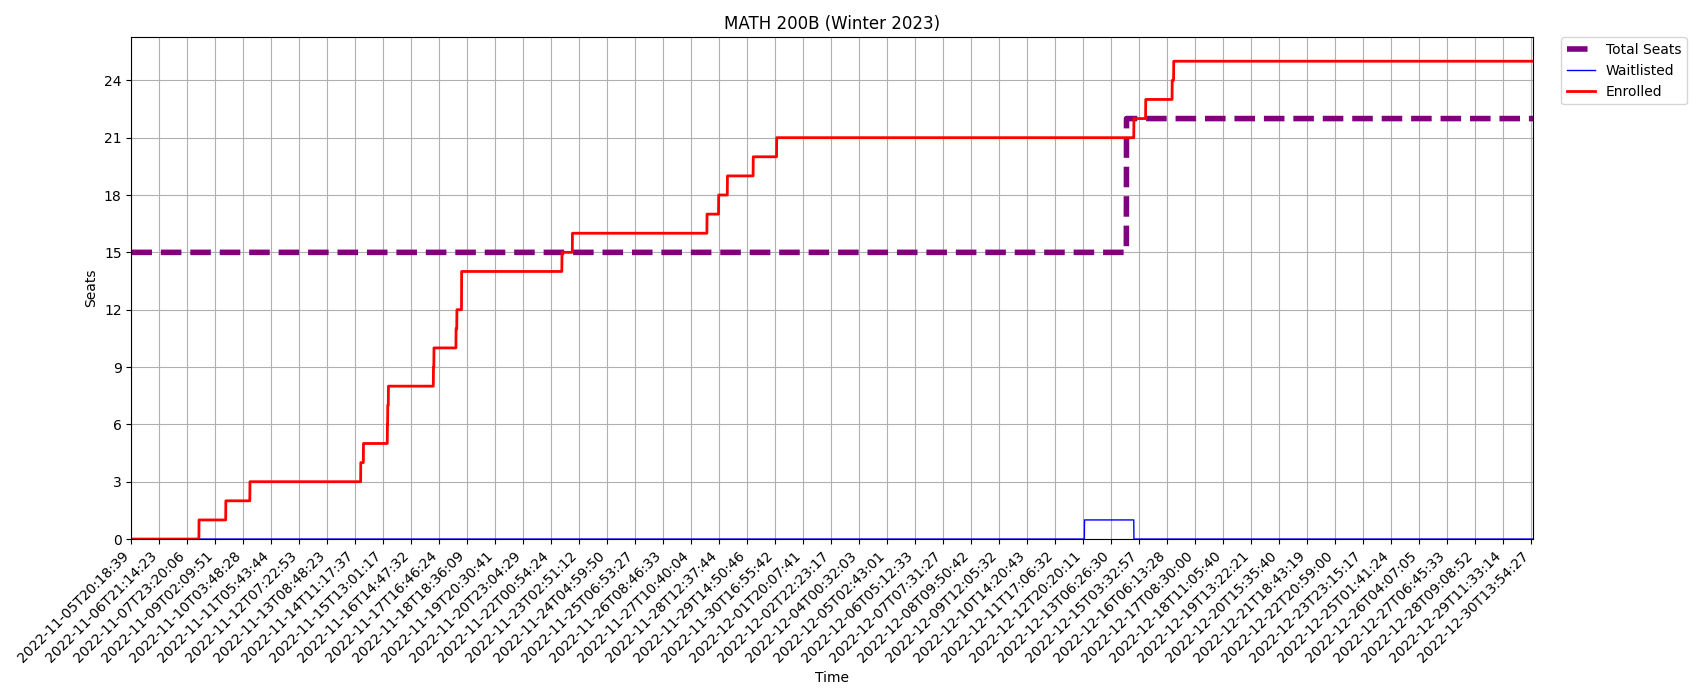 MATH 200B (Winter 2023)
Total Seats
Waitlisted
Enrolled
24
21
18
15
12
9
6
3
0
Seats
2022-11-05T20:18:39
2022-11-06T21:14:23
2022-11-07T23:20:06
2022-11-09T02:09:51
2022-11-10T03:48:28
2022-11-11T05:43:44
2022-11-12T07:22:53
2022-11-13T08:48:23
2022-11-14T11:17:37
2022-11-15T13:01:17
2022-11-16T14:47:32
2022-11-17T16:46:24
2022-11-18T18:36:09
2022-11-19T20:30:41
2022-11-20T23:04:29
2022-11-22T00:54:24
2022-11-23T02:51:12
2022-11-24T04:59:50
2022-11-25T06:53:27
2022-11-26T08:46:33
2022-11-27T10:40:04
2022-11-28T12:37:44
2022-11-29T14:50:46
2022-11-30T16:55:42
2022-12-01T20:07:41
2022-12-02T22:23:17
2022-12-04T00:32:03
2022-12-05T02:43:01
2022-12-06T05:12:33
2022-12-07T07:31:27
2022-12-08T09:50:42
2022-12-09T12:05:32
2022-12-10T14:20:43
2022-12-11T17:06:32
2022-12-12T20:20:11
2022-12-13T06:26:30
2022-12-15T03:32:57
2022-12-16T06:13:28
2022-12-17T08:30:00
2022-12-18T11:05:40
2022-12-19T13:22:21
2022-12-20T15:35:40
2022-12-21T18:43:19
2022-12-22T20:59:00
2022-12-23T23:15:17
2022-12-25T01:41:24
2022-12-26T04:07:05
2022-12-27T06:45:33
2022-12-28T09:08:52
2022-12-29T11:33:14
2022-12-30T13:54:27
Time